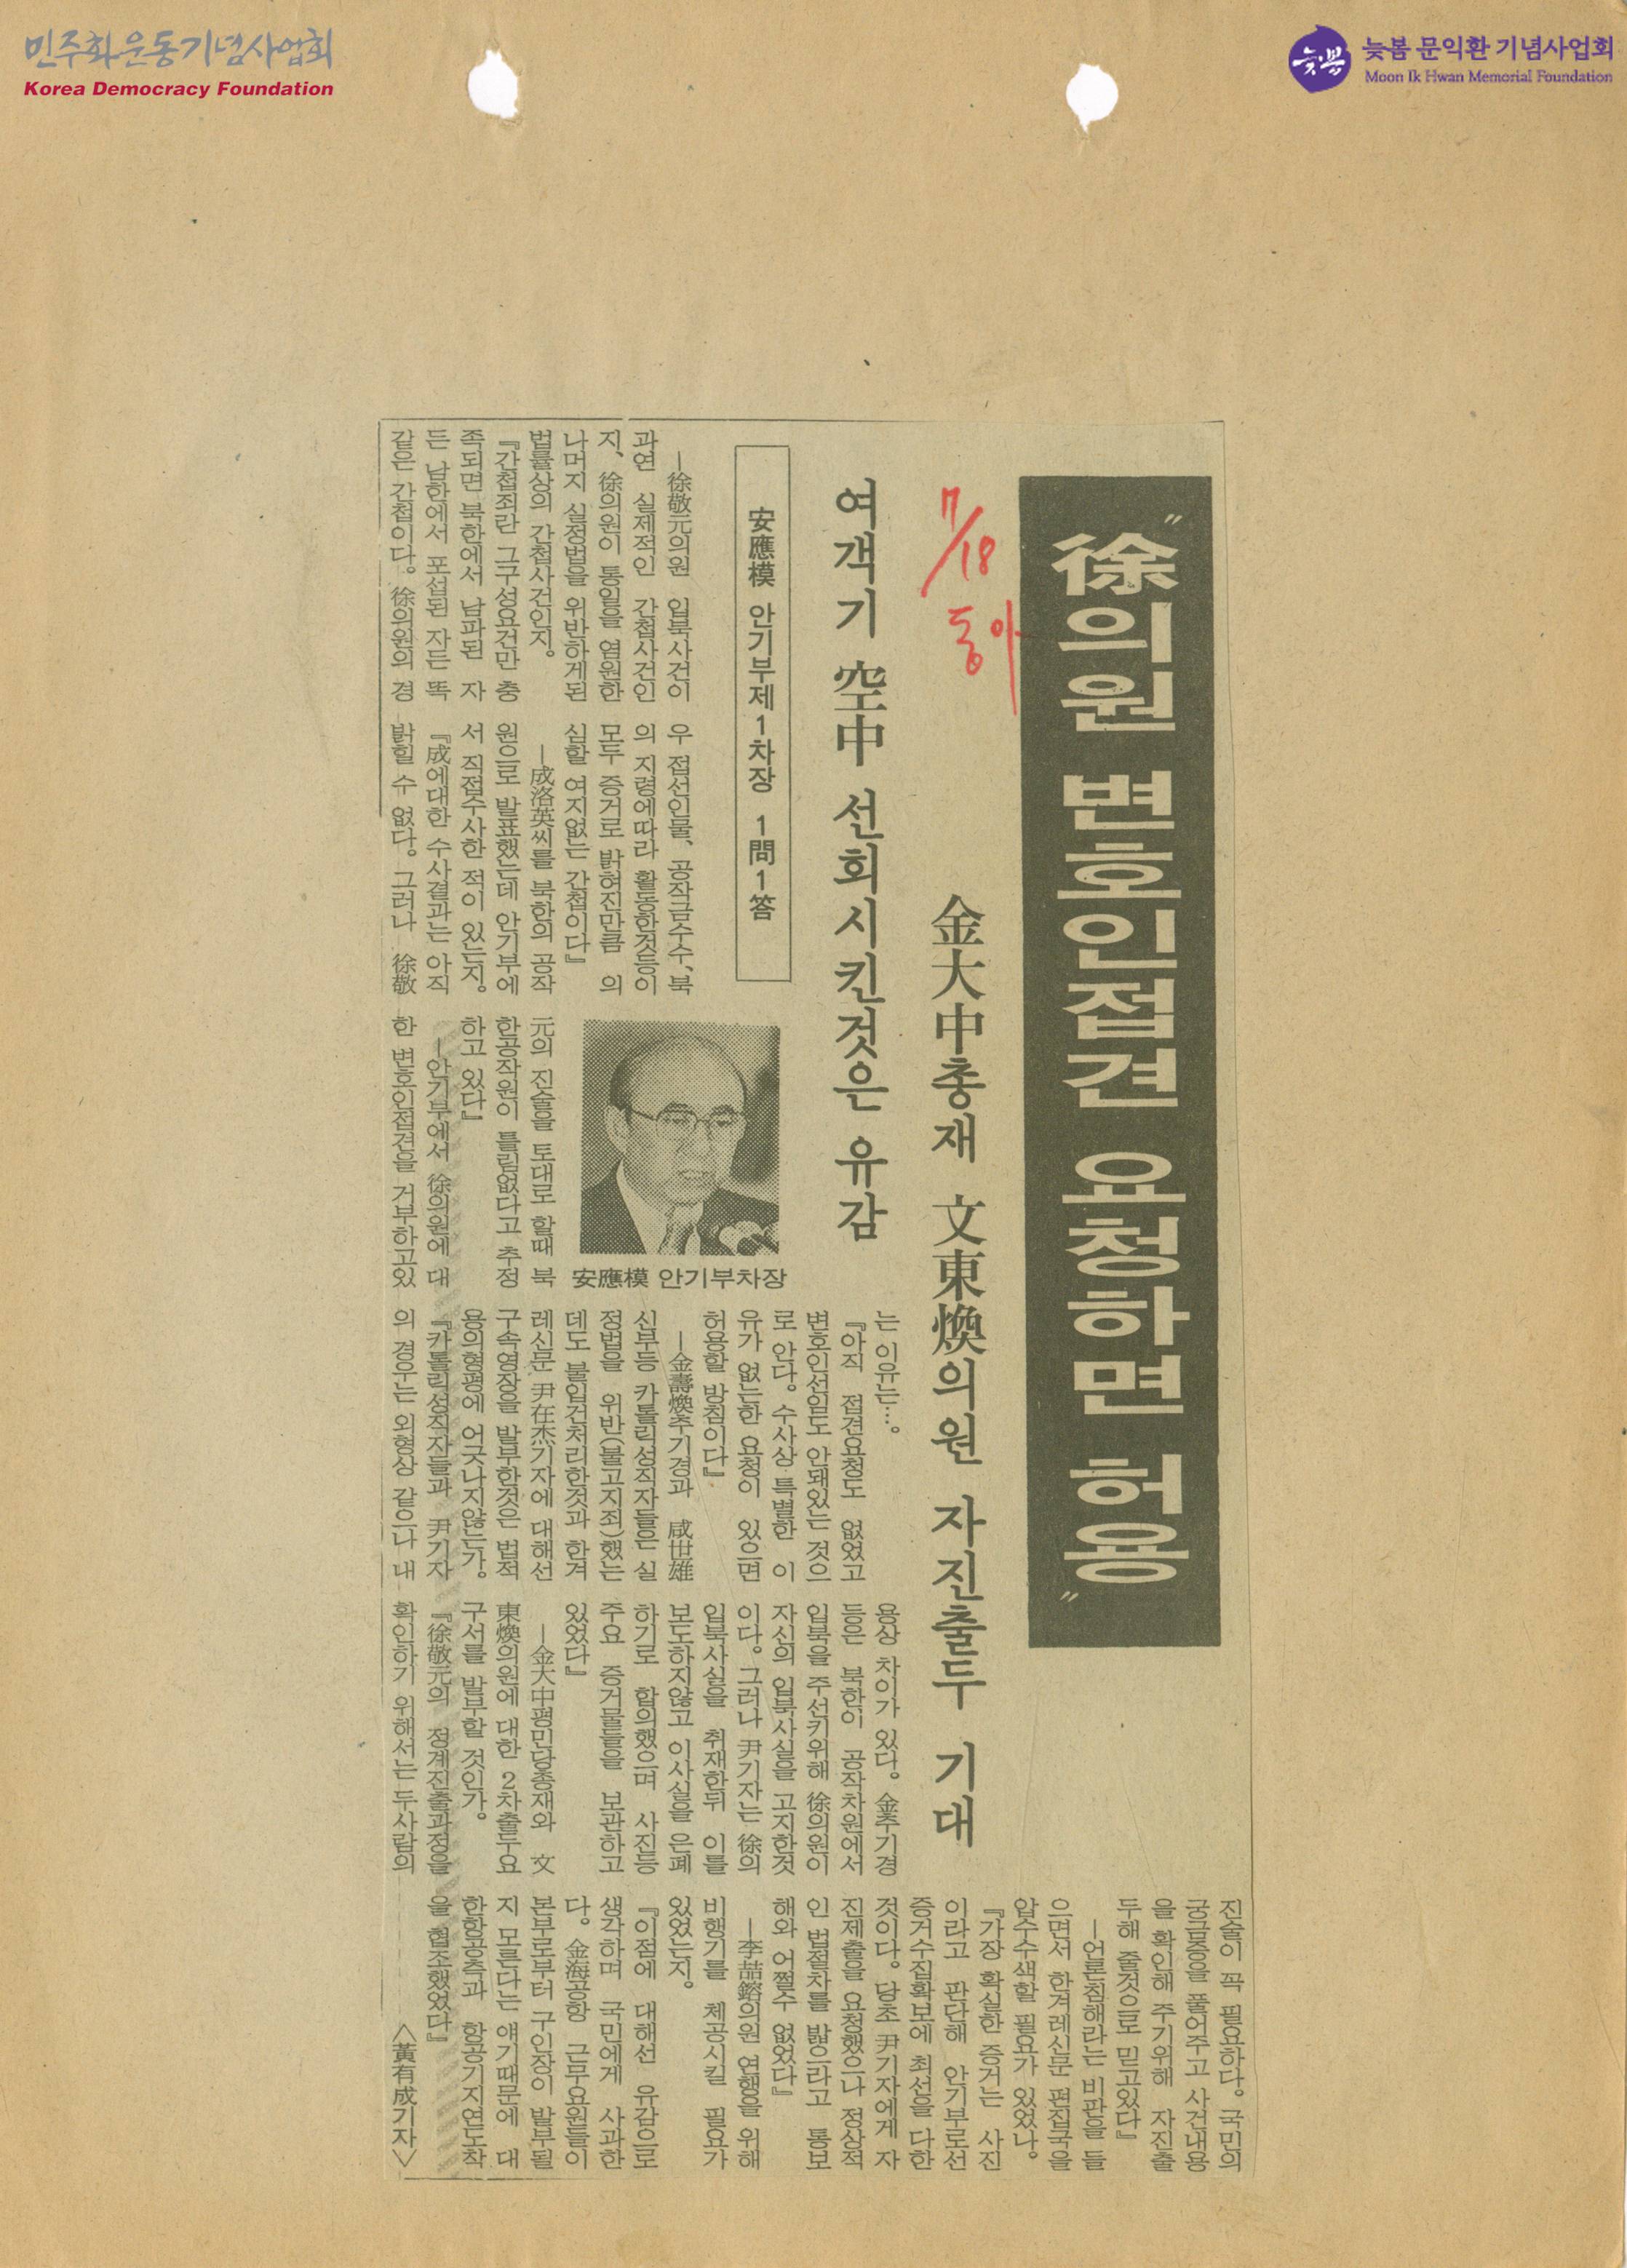 민주화운동기념사업회
Korea Democracy Foundation
늦봄
늦봄 문익환 기념사업회
Moon Ik Hwan Memorial Foundation
“徐의원 변호인접견 요청하면 허용”
7/18 동아
金大中총재 文東煥의원 자진출두 기대
여객기 空中 선회시킨것은 유감
安應模 안기부제1차장 1問1答
—徐敬元의원 입북사건이
과연 실제적인 간첩사건인
지、徐의원이 통일을 염원한
나머지 실정법을 위반하게된
법률상의 간첩사건인지。
『간첩죄란 그구성요건만 충
족되면 북한에서 남파된 자
든 남한에서 포섭된 자든 똑
같은 간첩이다。徐의원의 경
우 접선인물、공작금수수、북
의 지령에따라 활동한것등이
모두 증거로 밝혀진만큼 의
심할 여지없는 간첩이다』
—成洛英씨를 북한의 공작
원으로 발표했는데 안기부에
서 직접수사한 적이 있는지。
『成에대한 수사결과는 아직
밝힐 수 없다。그러나 徐敬
元의 진술을 토대로 할때 북
한공작원이 틀림없다고 추정
하고 있다』
—안기부에서 徐의원에 대
한 변호인접견을 거부하고있
安應模 안기부차장
는 이유는…。
『아직 접견요청도 없었고
변호인선임도 안돼있는 것으
로 안다。수사상 특별한 이
유가 없는한 요청이 있으면
허용할 방침이다』
—金壽煥추기경과 咸世雄
신부등 카톨릭성직자들은 실
정법을 위반(불고지죄)했는
데도 불입건처리한것과 한겨
레신문 尹在杰기자에 대해선
구속영장을 발부한것은 법적
용의형평에 어긋나지않는가。
『카톨릭성직자들과 尹기자
의 경우는 외형상 같으나 내
용상 차이가 있다。金추기경
등은 북한이 공작차원에서
입북을 주선키위해 徐의원이
자신의 입북사실을 고지한것
이다。그러나 尹기자는 徐의
입북사실을 취재한뒤 이를
보도하지않고 이사실을 은폐
하기로 합의했으며 사진등
주요 증거물들을 보관하고
있었다』
—金大中평민당총재와 文
東煥의원에 대한 2차출두요
구서를 발부할 것인가。
『徐敬元의 정계진출과정을
확인하기 위해서는 두사람의
진술이 꼭 필요하다。국민의
궁금증을 풀어주고 사건내용
을 확인해 주기위해 자진출
두해 줄것으로 믿고있다』
—언론침해라는 비판을 들
으면서 한겨레신문 편집국을
압수수색할 필요가 있었나。
『가장 확실한 증거는 사진
이라고 판단해 안기부로선
증거수집확보에 최선을 다한
것이다。당초 尹기자에게 자
진제출을 요청했으나 정상적
인 법절차를 밟으라고 통보
해와 어쩔수 없었다』
—李喆鎔의원 연행을 위해
비행기를 체공시킬 필요가
있었는지。
『이점에 대해선 유감으로
생각하며 국민에게 사과한
다。金海공항 근무요원들이
본부로부터 구인장이 발부될
지 모른다는 얘기때문에 대
한항공측과 항공기지연도착
을 협조했었다』
〈黃有成기자〉